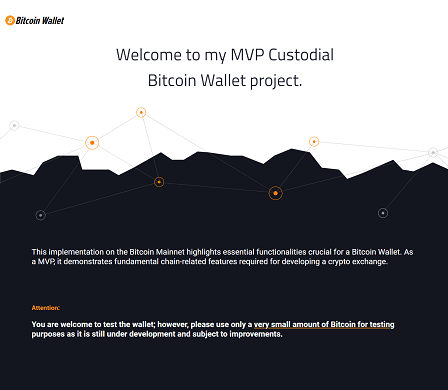 Bitcoin Wallet
Welcome to my MVP Custodial
Bitcoin Wallet project.
This implementation on the Bitcoin Mainnet highlights essential functionalities crucial for a Bitcoin Wallet. As
a MVP, it demonstrates fundamental chain-related features required for developing a crypto exchange.
Attention:
You are welcome to test the wallet; however, please use only a very small amount of Bitcoin for testing
purposes as it is still under development and subject to improvements.